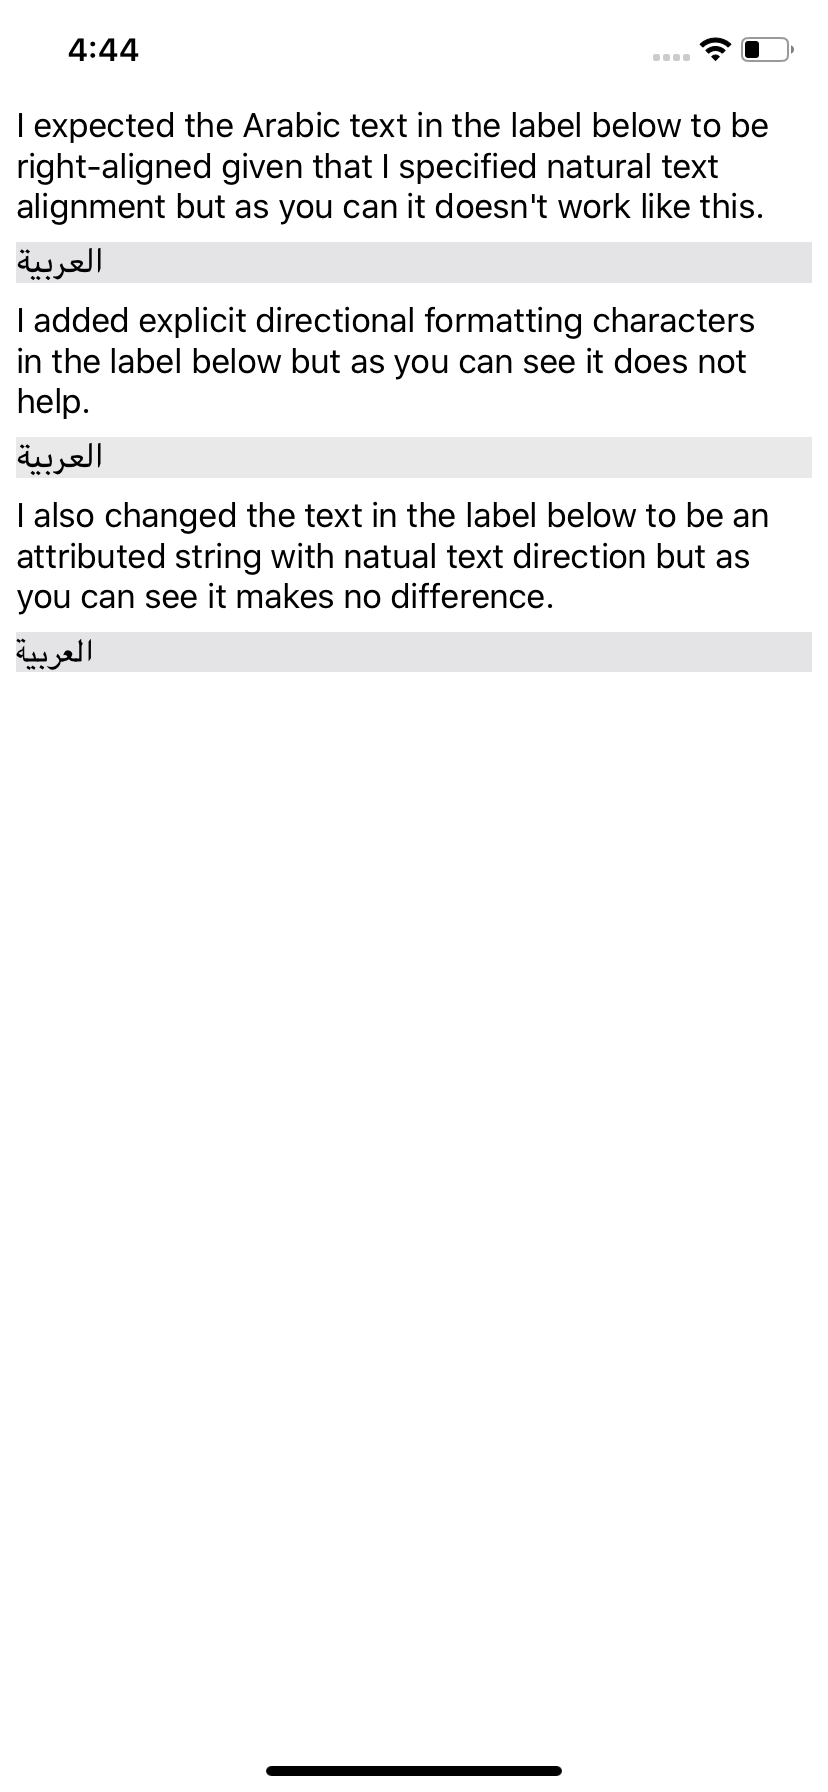 4:44
I expected the Arabic text in the label below to be
right-aligned given that I specified natural text
alignment but as you can it doesn't work like this.
العربية
I added explicit directional formatting characters
in the label below but as you can see it does not
help.
العربية
I also changed the text in the label below to be an
attributed string with natual text direction but as
you can see it makes no difference.
العربية